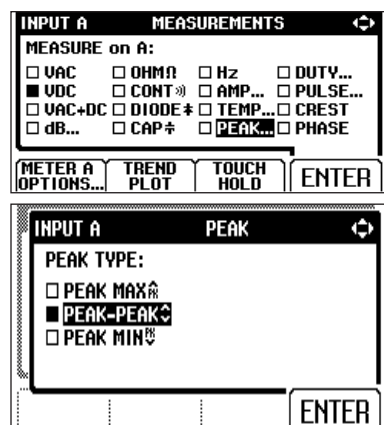 INPUT A MEASUREMENTS
MEASURE on A:
VAC OHMΩ Hz DUTY...
VDC CONT AMP... PULSE...
VAC+DC DIODE TEMP... CREST
dB... CAP PEAK... PHASE
METER A OPTIONS... TREND PLOT TOUCH HOLD ENTER
INPUT A PEAK
PEAK TYPE:
PEAK MAX
PEAK-PEAK
PEAK MIN
ENTER